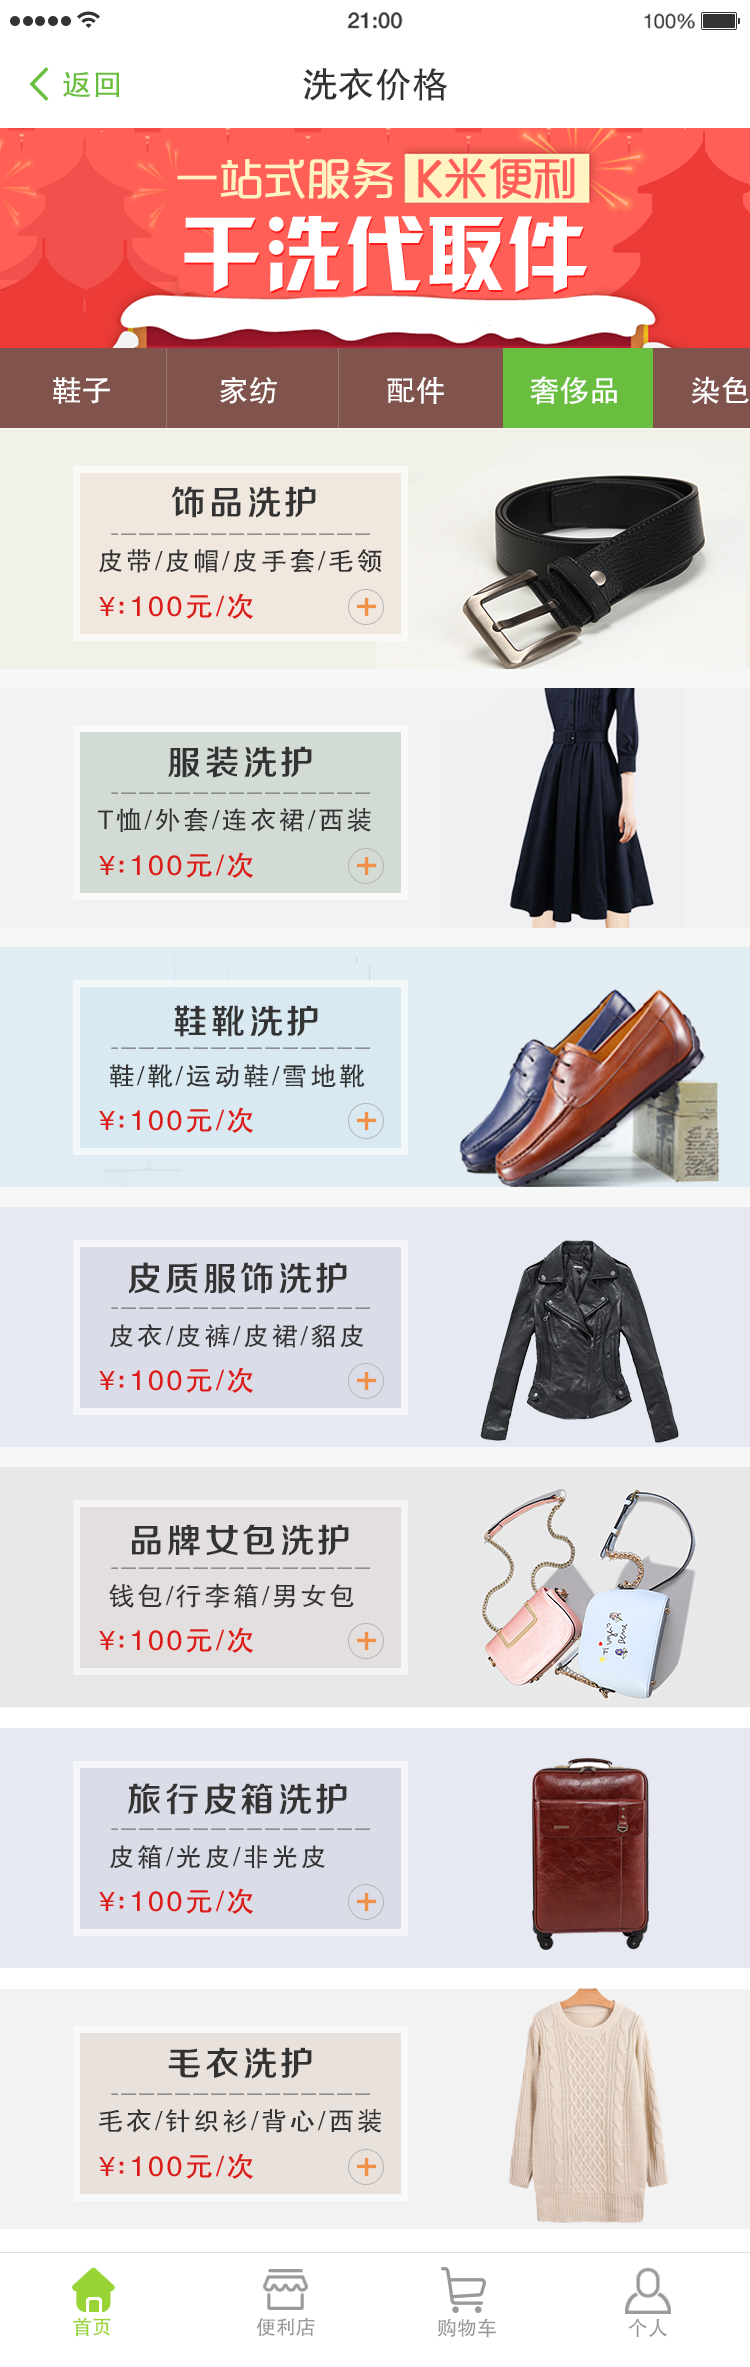 21:00
100%
返回
洗衣价格
一站式服务 K米便利
干洗代取件
鞋子 家纺 配件 奢侈品 染色
饰品洗护
皮带/皮帽/皮手套/毛领
¥:100元/次
服装洗护
T恤/外套/连衣裙/西装
¥:100元/次
鞋靴洗护
鞋/靴/运动鞋/雪地靴
¥:100元/次
皮质服饰洗护
皮衣/皮裤/皮裙/貂皮
¥:100元/次
品牌女包洗护
钱包/行李箱/男女包
¥:100元/次
旅行皮箱洗护
皮箱/光皮/非光皮
¥:100元/次
毛衣洗护
毛衣/针织衫/背心/西装
¥:100元/次
首页 便利店 购物车 个人